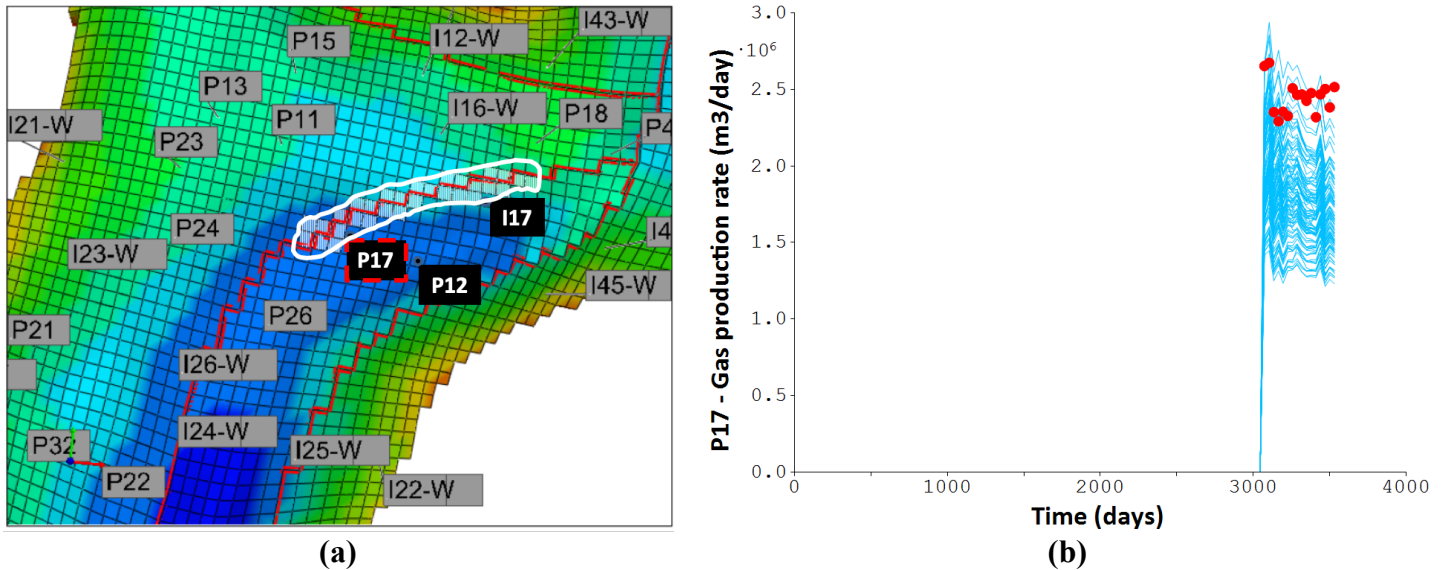 P15
I12-W
I43-W
P13
I16-W
P18
P11
I21-W
P23
P4
I17
P24
I23-W
I4
P17
P12
I45-W
P26
P21
I26-W
I24-W
P32
I25-W
P22
I22-W
(a)
P17 - Gas production rate (m3/day)
3.0
·10⁶
2.5
2.0
1.5
1.0
0.5
0.0
0
1000
2000
3000
4000
Time (days)
(b)